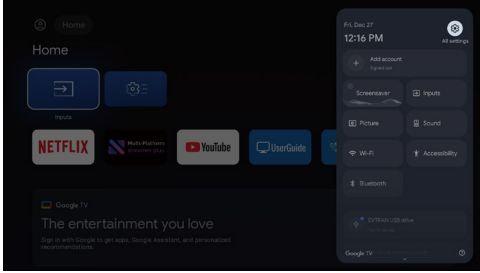 Home
Home
Inputs
NETFLIX
Multi-Platform
YouTube
UserGuide
Google TV
The entertainment you love
Sign in with Google to get apps, Google Assistant, and personalized
recommendations.
Fri, Dec 27
12:16 PM
All settings
Add account
Signed out
Screensaver
Inputs
Picture
Sound
Wi-Fi
Accessibility
Bluetooth
USB drive
Google TV